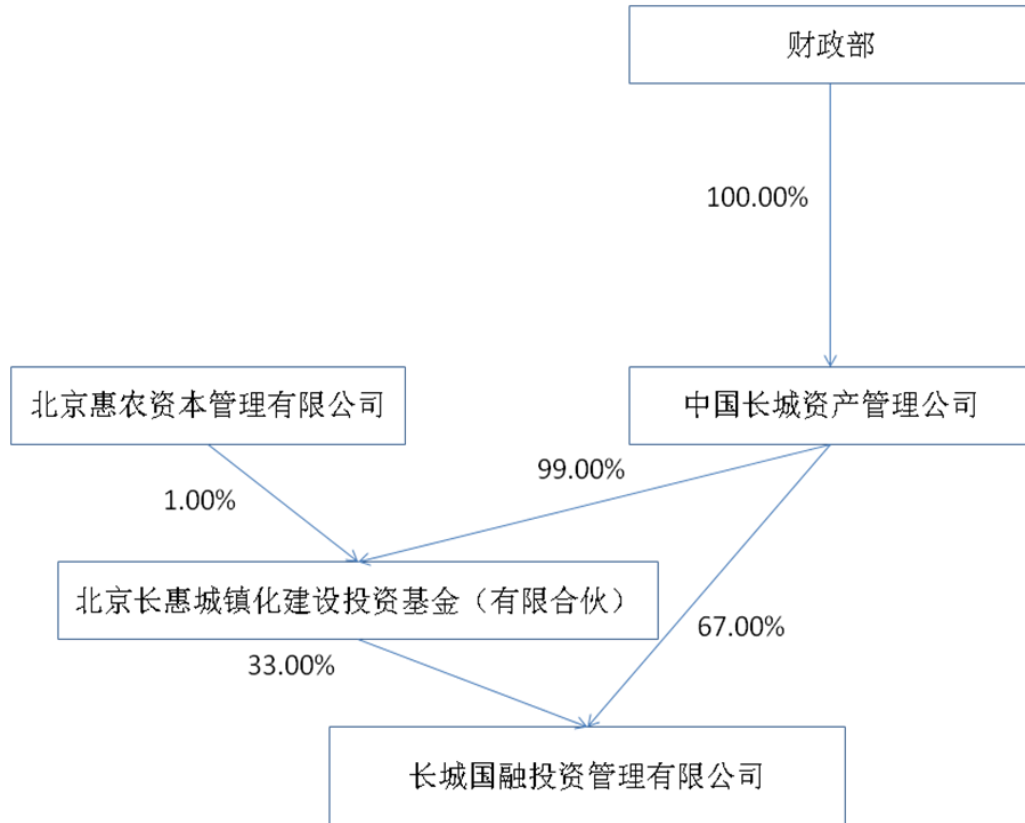 财政部
100.00%
北京惠农资本管理有限公司
中国长城资产管理公司
99.00%
1.00%
北京长惠城镇化建设投资基金（有限合伙）
67.00%
33.00%
长城国融投资管理有限公司